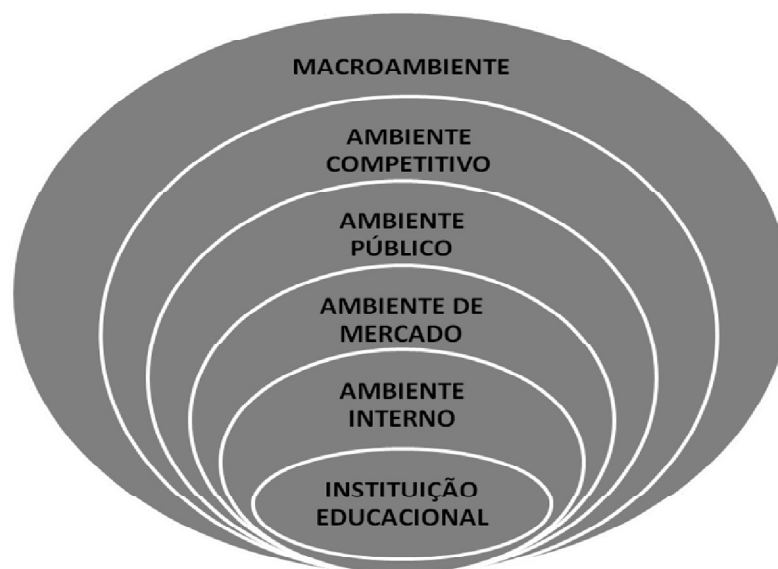 MACROAMBIENTE
AMBIENTE
COMPETITIVO
AMBIENTE
PÚBLICO
AMBIENTE DE
MERCADO
AMBIENTE
INTERNO
INSTITUIÇÃO
EDUCACIONAL